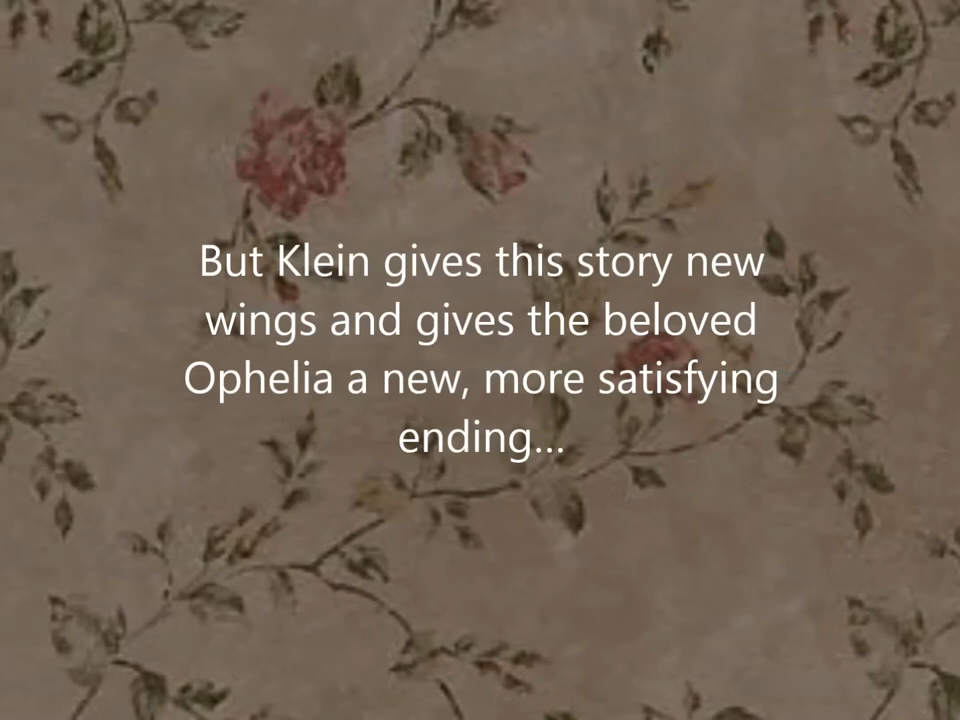 But Klein gives this story new
wings and gives the beloved
Ophelia a new, more satisfying
ending...